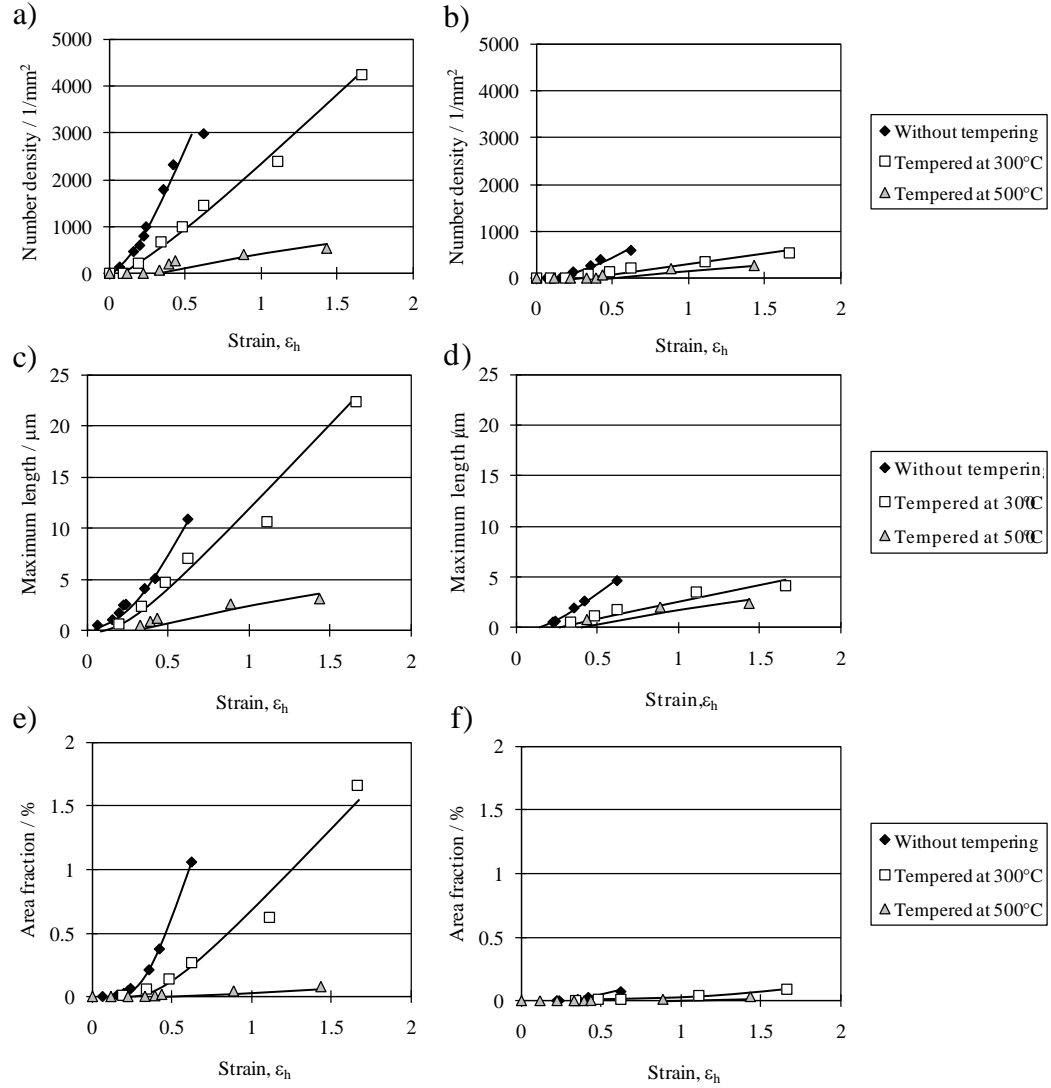 a)
5000
4000
3000
2000
1000
0
Number density / 1/mm²
0 0.5 1 1.5 2
Strain, εh
b)
5000
4000
3000
2000
1000
0
Number density / 1/mm²
0 0.5 1 1.5 2
Strain, εh
Without tempering
Tempered at 300°C
Tempered at 500°C
c)
25
20
15
10
5
0
Maximum length / μm
0 0.5 1 1.5 2
Strain, εh
d)
25
20
15
10
5
0
Maximum length /μm
0 0.5 1 1.5 2
Strain, εh
Without tempering
Tempered at 300°C
Tempered at 500°C
e)
2
1.5
1
0.5
0
Area fraction / %
0 0.5 1 1.5 2
Strain, εh
f)
2
1.5
1
0.5
0
Area fraction / %
0 0.5 1 1.5 2
Strain, εh
Without tempering
Tempered at 300°C
Tempered at 500°C